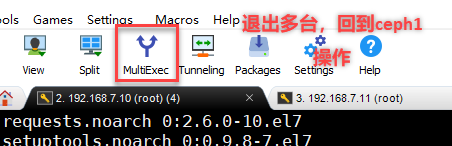 Tools Games Settings Macros Help
退出多台，回到ceph1
操作
View Split MultiExec Tunneling Packages Settings Help
2. 192.168.7.10 (root) (4) × 3. 192.168.7.11 (root)
requests.noarch 0:2.6.0-10.el7
setuptools.noarch 0:0.9.8-7.el7